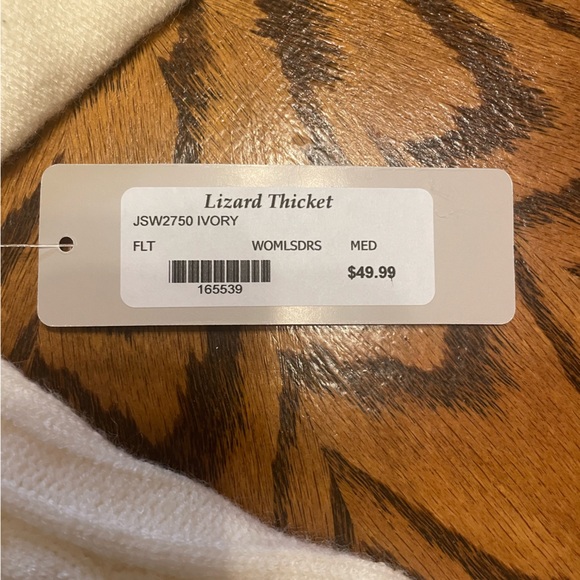 Lizard Thicket
JSW2750 IVORY
FLT WOMLSDRS MED
165539 $49.99